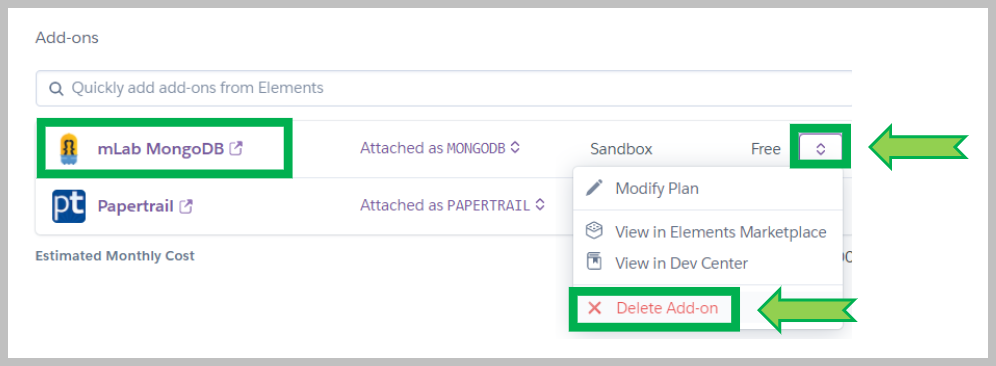 Add-ons
Quickly add add-ons from Elements
mLab MongoDB Attached as MONGODB Sandbox Free
pt Papertrail Attached as PAPERTRAIL
Modify Plan
Estimated Monthly Cost
View in Elements Marketplace
View in Dev Center
Delete Add-on